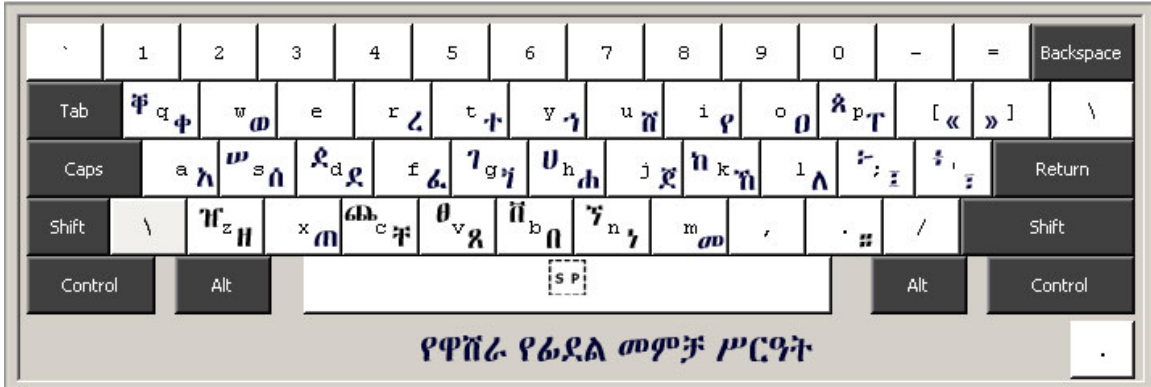 ` 1 2 3 4 5 6 7 8 9 0 - = Backspace
Tab ቐ q ቀ w ወ e r ረ t ተ y ኀ u ሸ i የ o ዐ ጰ p ፐ [ « » ] \
Caps a አ ሠ s ሰ ዶ d ደ f ፈ ገ g h ሀ ሐ j ጀ ከ k ኸ l ለ ; ፤ ' ፣ Return
Shift \ ዠ z ዘ x ጠ ጨ c ቸ ፀ v ጸ ቨ b በ ኘ n ነ m መ , . ። / Shift
Control Alt SP Alt Control
የዋሸራ የፊደል መምቻ ሥርዓት
.